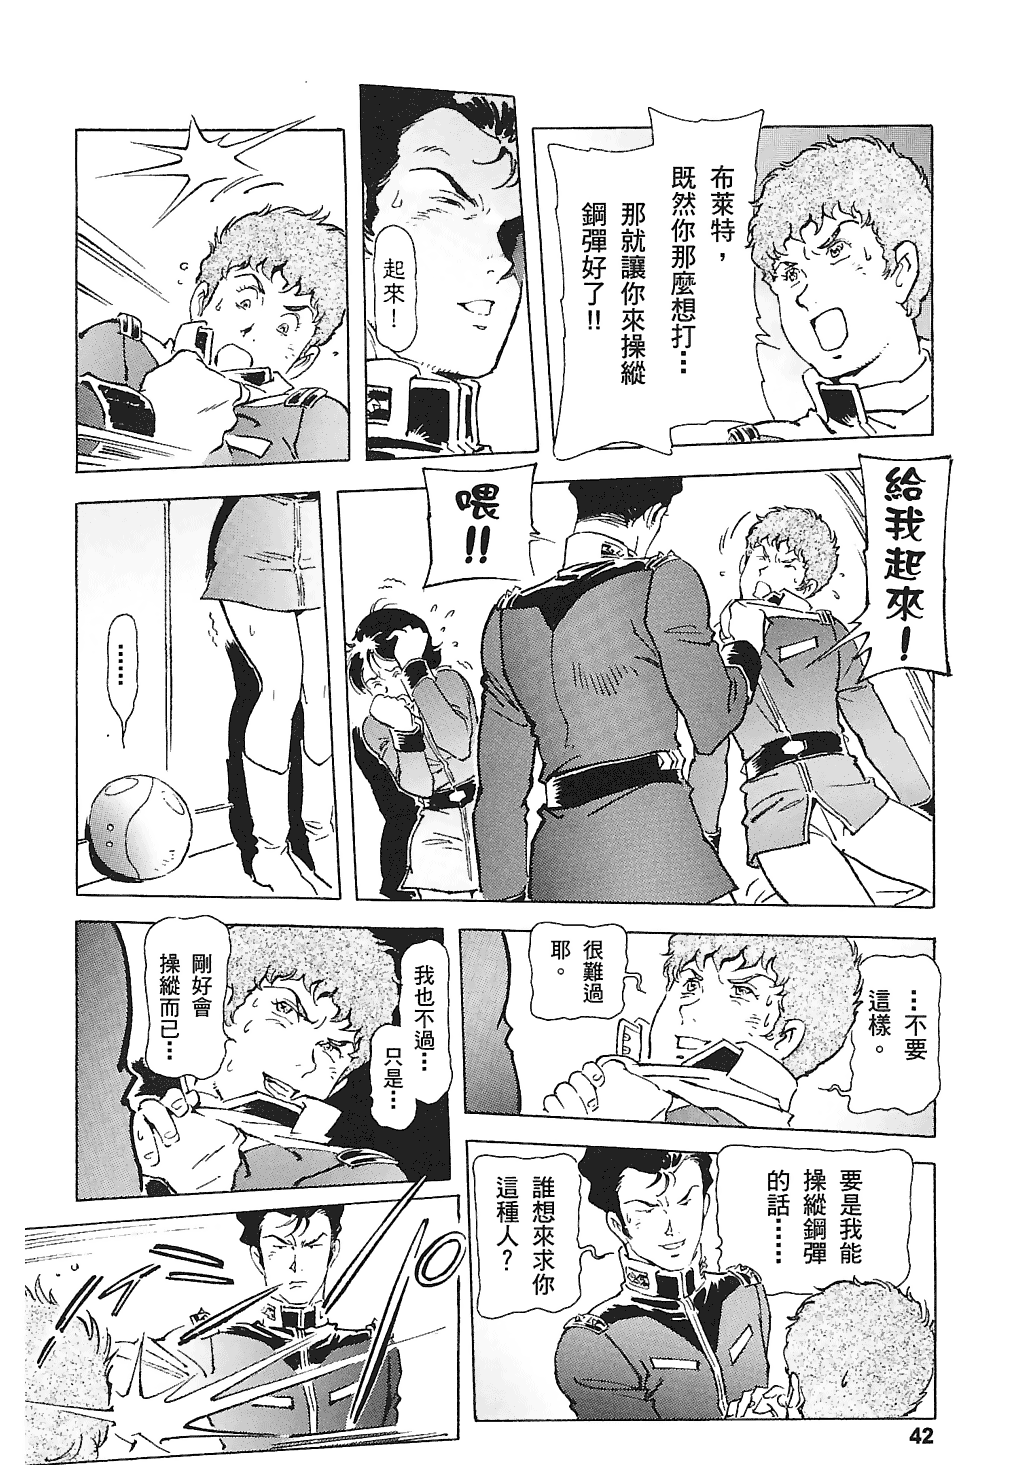 布萊特，
既然你那麼想打…
那就讓你來操縱
鋼彈好了!!
起來！
給我起來！
喂!!
……
…不要
這樣。
很難過
耶。
我也不過…
只是…
剛好會
操縱而已…
要是我能
操縱鋼彈
的話……
誰想來求你
這種人？
42